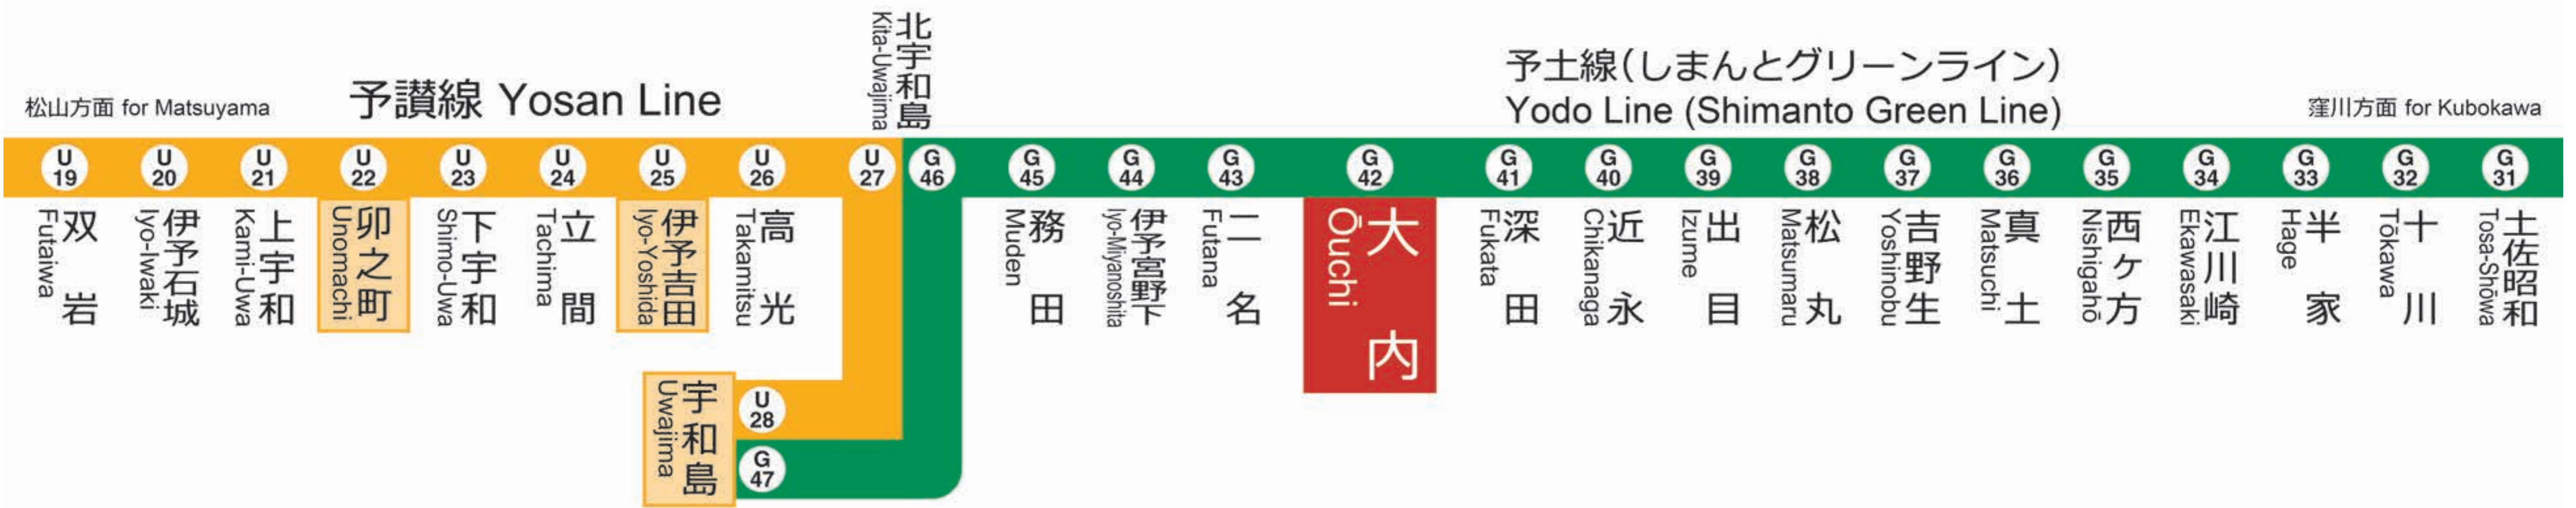 松山方面 for Matsuyama
予讃線 Yosan Line
北宇和島
Kita-Uwajima
予土線(しまんとグリーンライン)
Yodo Line (Shimanto Green Line)
窪川方面 for Kubokawa
U 19
U 20
U 21
U 22
U 23
U 24
U 25
U 26
U 27
G 46
G 45
G 44
G 43
G 42
G 41
G 40
G 39
G 38
G 37
G 36
G 35
G 34
G 33
G 32
G 31
双岩
Futaiwa
伊予石城
Iyo-Iwaki
上宇和
Kami-Uwa
卯之町
Unomachi
下宇和
Shimo-Uwa
立間
Tachima
伊予吉田
Iyo-Yoshida
高光
Takamitsu
務田
Muden
伊予宮野下
Iyo-Miyanoshita
二名
Futana
大内
Ōuchi
深田
Fukata
近永
Chikanaga
出目
Izume
松丸
Matsumaru
吉野生
Yoshinobu
真土
Matsuchi
西ケ方
Nishigahō
江川崎
Ekawasaki
半家
Hage
十川
Tōkawa
土佐昭和
Tosa-Shōwa
宇和島
Uwajima
U 28
G 47